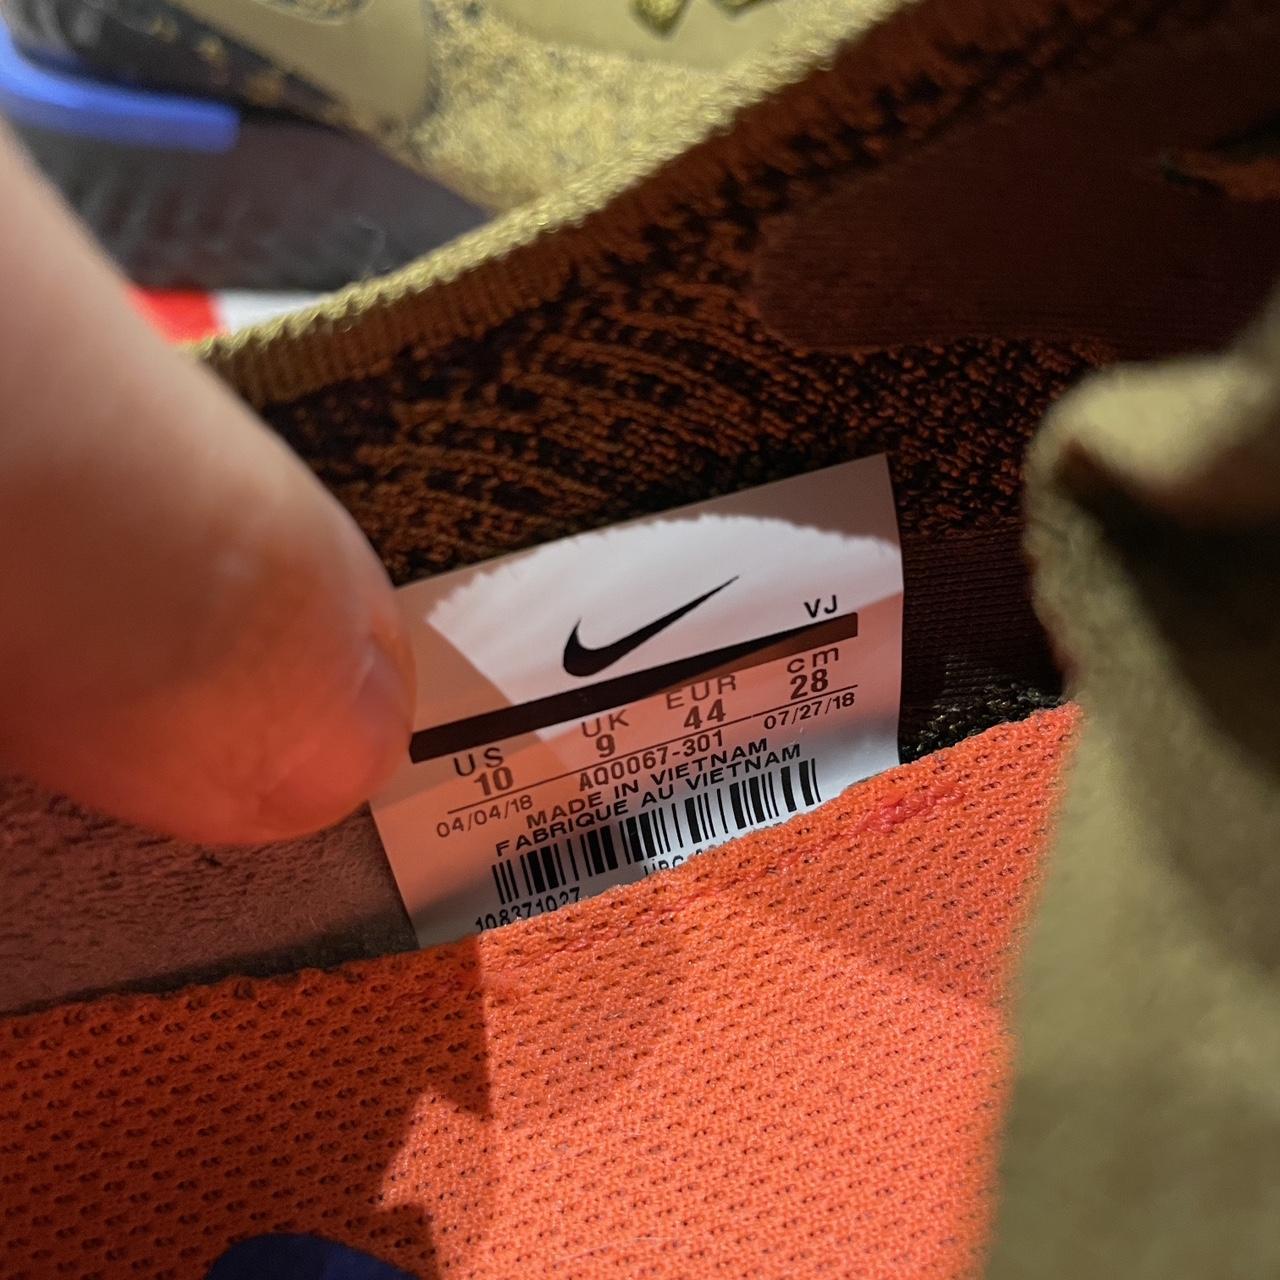 VJ
US UK EUR cm
10 9 44 28
04/04/18 AQ0067-301 07/27/18
MADE IN VIETNAM
FABRIQUE AU VIETNAM
108371027